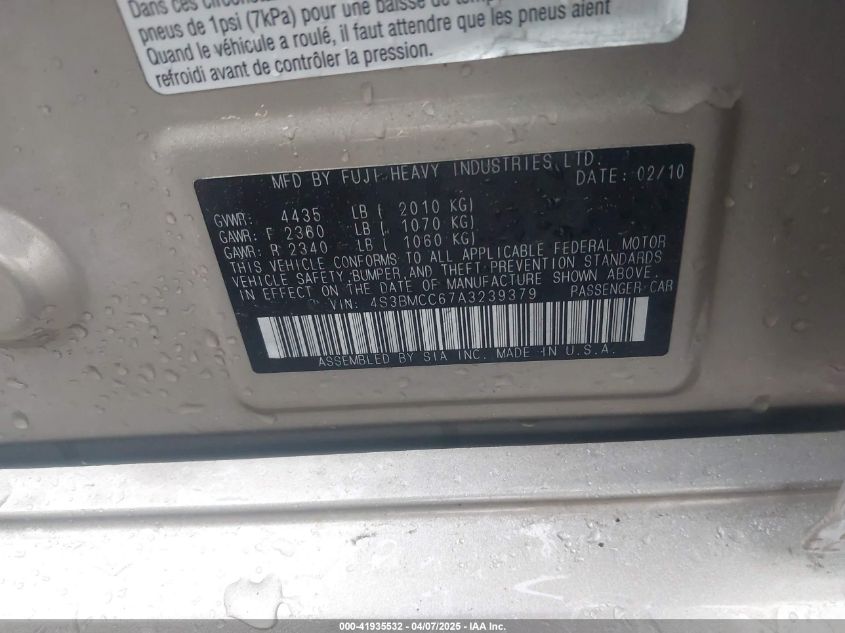 Dans ces
pneus de 1psi (7kPa) pour une baisse de
Quand le véhicule a roulé, il faut attendre que les pneus aient
refroidi avant de contrôler la pression.
MFD BY FUJI HEAVY INDUSTRIES LTD.
DATE: 02/10
GVWR: 4435 LB ( 2010 KG)
GAWR: F 2360 LB ( 1070 KG)
GAWR: R 2340 LB ( 1060 KG)
THIS VEHICLE CONFORMS TO ALL APPLICABLE FEDERAL MOTOR
VEHICLE SAFETY, BUMPER, AND THEFT PREVENTION STANDARDS
IN EFFECT ON THE DATE OF MANUFACTURE SHOWN ABOVE.
VIN: 4S3BMCC67A3239379 PASSENGER CAR
ASSEMBLED BY SIA INC. MADE IN U.S.A.
000-41935532 - 04/07/2025 - IAA Inc.